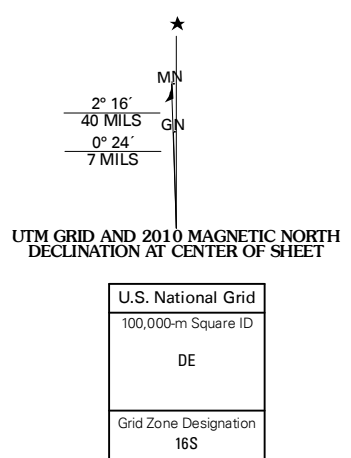 MN
2° 16´
40 MILS
GN
0° 24´
7 MILS
UTM GRID AND 2010 MAGNETIC NORTH
DECLINATION AT CENTER OF SHEET
U.S. National Grid
100,000-m Square ID
DE
Grid Zone Designation
16S